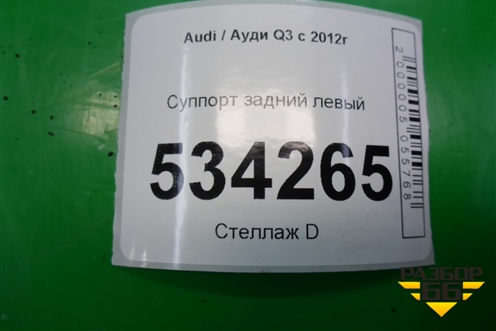 Audi / Ауди Q3 с 2012г
Суппорт задний левый
534265
Стеллаж D
2000005055768
РАЗБОР
66